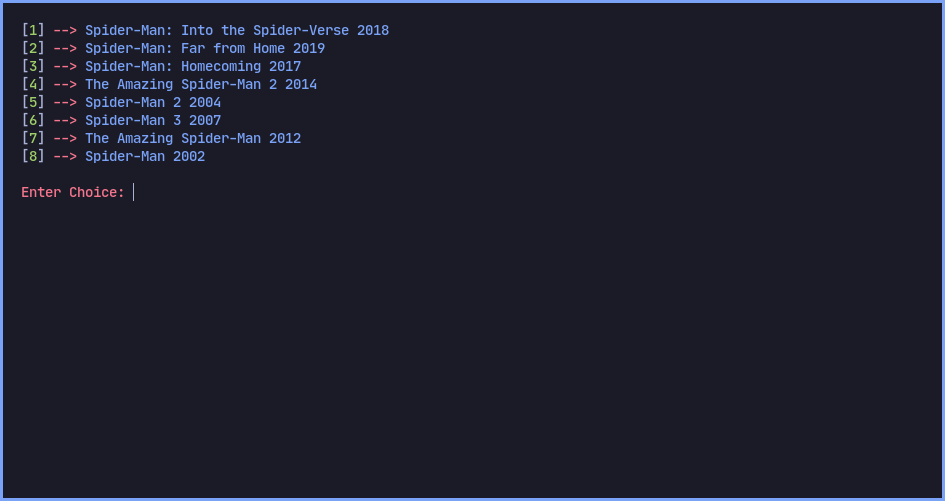 [1] --> Spider-Man: Into the Spider-Verse 2018
[2] --> Spider-Man: Far from Home 2019
[3] --> Spider-Man: Homecoming 2017
[4] --> The Amazing Spider-Man 2 2014
[5] --> Spider-Man 2 2004
[6] --> Spider-Man 3 2007
[7] --> The Amazing Spider-Man 2012
[8] --> Spider-Man 2002
Enter Choice: